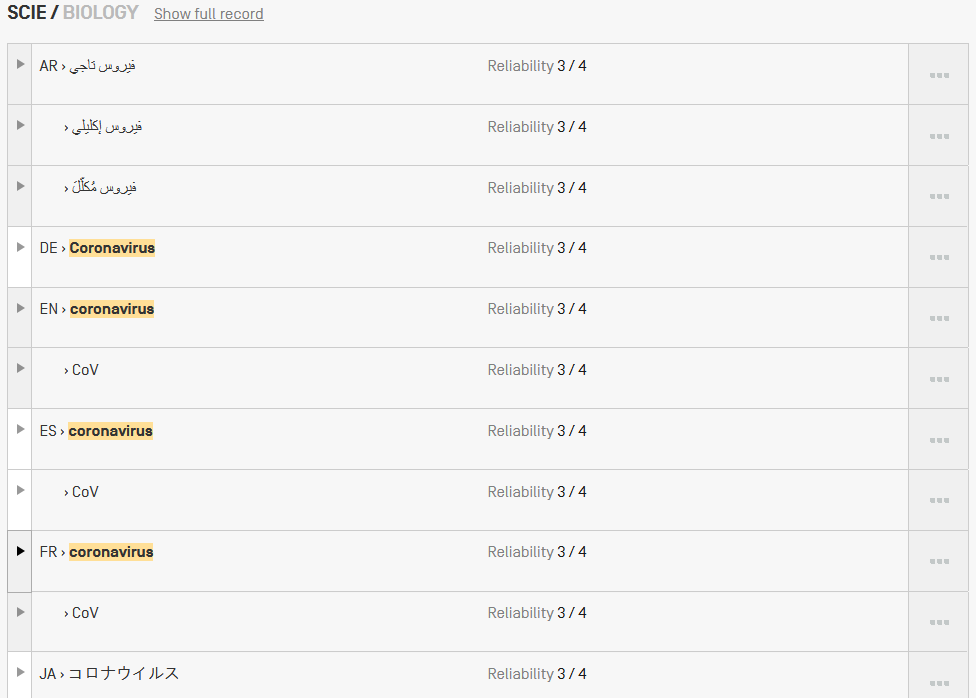 SCIE / BIOLOGY Show full record
AR › فيروس تاجي Reliability 3 / 4
› فيروس إكليلي Reliability 3 / 4
› فيروس مُكلَّلَ Reliability 3 / 4
DE › Coronavirus Reliability 3 / 4
EN › coronavirus Reliability 3 / 4
› CoV Reliability 3 / 4
ES › coronavirus Reliability 3 / 4
› CoV Reliability 3 / 4
FR › coronavirus Reliability 3 / 4
› CoV Reliability 3 / 4
JA › コロナウイルス Reliability 3 / 4